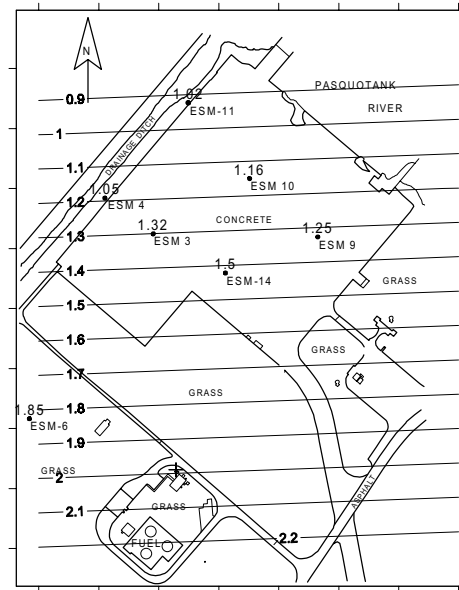 N
0.9
1.02
ESM-11
PASQUOTANK
RIVER
1
DRAINAGE DITCH
1.1
1.16
ESM 10
1.05
ESM 4
1.2
CONCRETE
1.32
ESM 3
1.25
ESM 9
1.3
1.5
ESM-14
1.4
GRASS
1.5
1.6
GRASS
1.7
GRASS
1.8
1.85
ESM-6
1.9
GRASS
2
ASPHALT
GRASS
2.1
FUEL
2.2